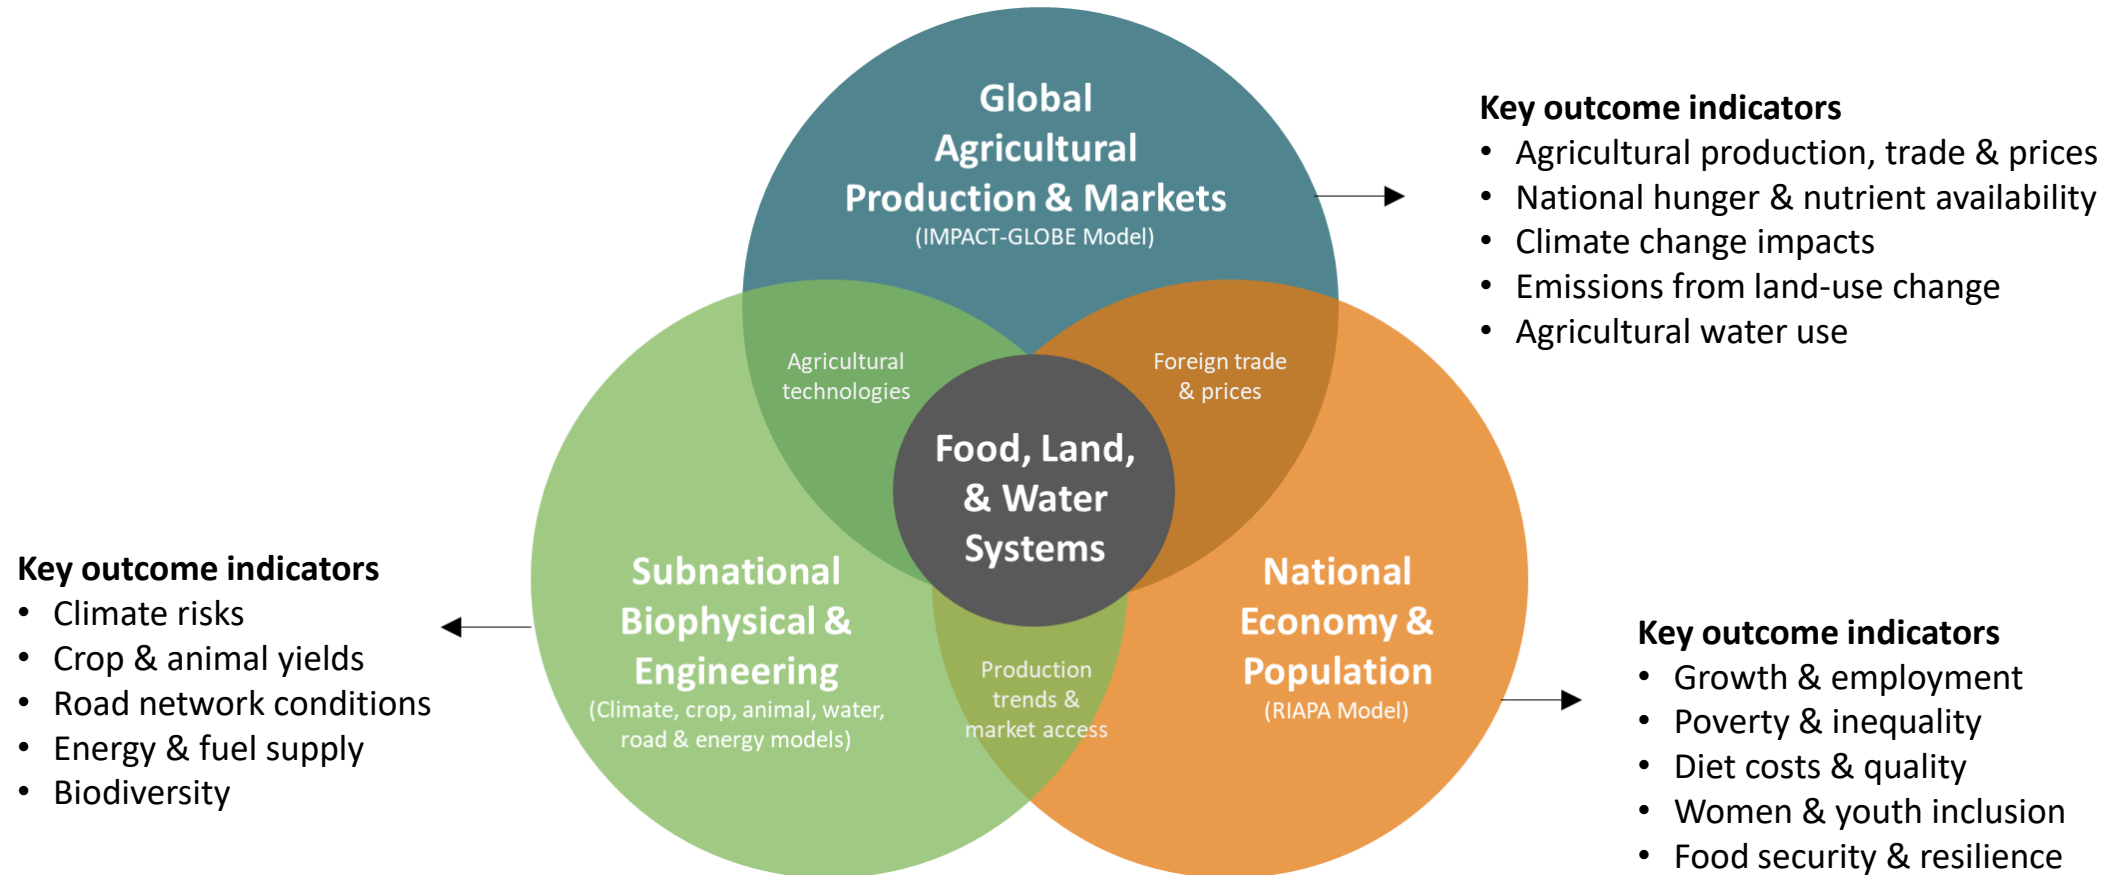 Global
Agricultural
Production & Markets
(IMPACT-GLOBE Model)
Key outcome indicators
• Agricultural production, trade & prices
• National hunger & nutrient availability
• Climate change impacts
• Emissions from land-use change
• Agricultural water use
Agricultural
technologies
Foreign trade
& prices
Food, Land,
& Water
Systems
Key outcome indicators
• Climate risks
• Crop & animal yields
• Road network conditions
• Energy & fuel supply
• Biodiversity
Subnational
Biophysical &
Engineering
(Climate, crop, animal, water,
road & energy models)
Production
trends &
market access
National
Economy &
Population
(RIAPA Model)
Key outcome indicators
• Growth & employment
• Poverty & inequality
• Diet costs & quality
• Women & youth inclusion
• Food security & resilience